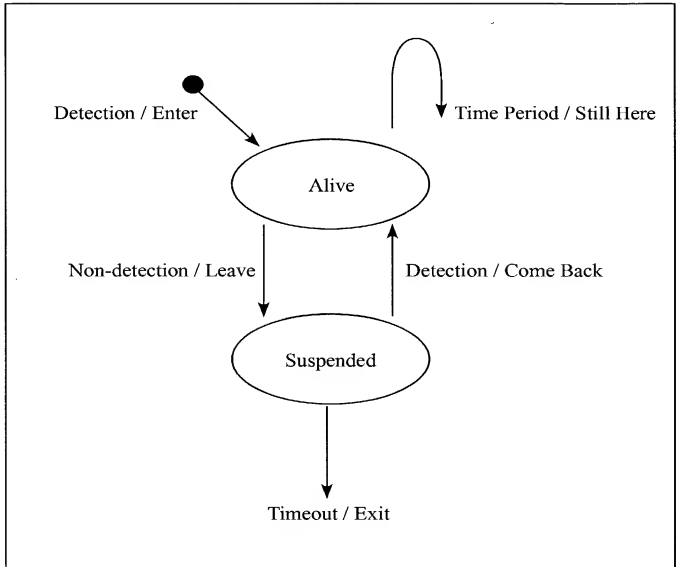 Detection / Enter
Time Period / Still Here
Alive
Non-detection / Leave
Detection / Come Back
Suspended
Timeout / Exit